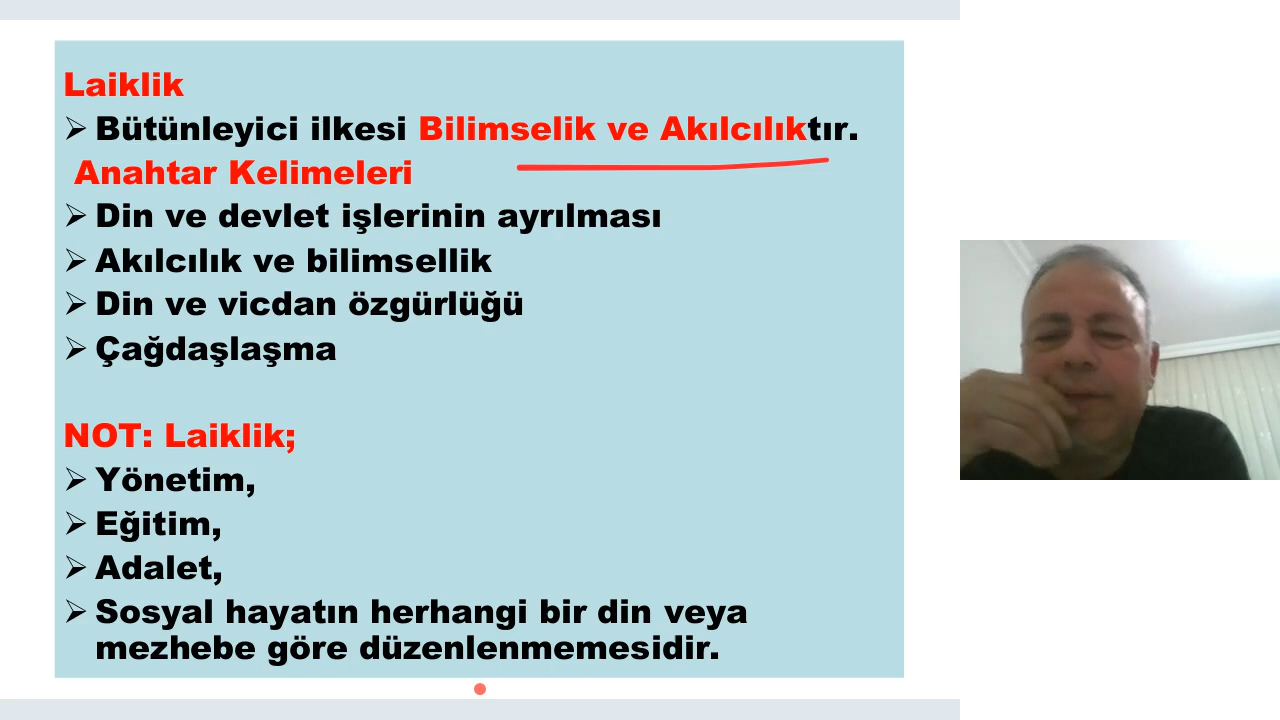 Laiklik
Bütünleyici ilkesi Bilimselik ve Akılcılıktır.
Anahtar Kelimeleri
Din ve devlet işlerinin ayrılması
Akılcılık ve bilimsellik
Din ve vicdan özgürlüğü
Çağdaşlaşma
NOT: Laiklik;
Yönetim,
Eğitim,
Adalet,
Sosyal hayatın herhangi bir din veya
mezhebe göre düzenlenmemesidir.